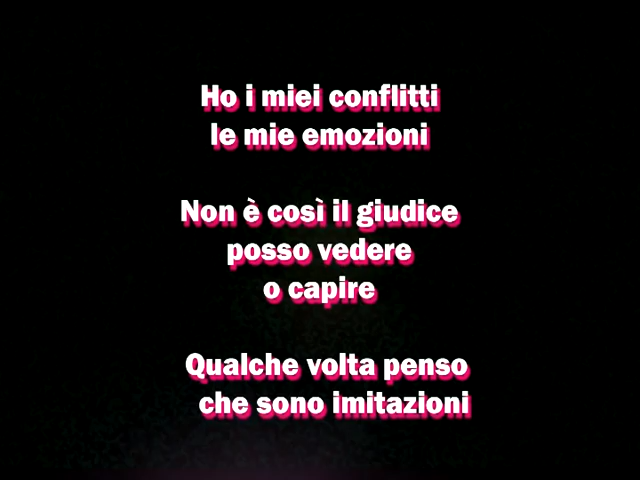 Ho i miei conflitti
le mie emozioni
Non è così il giudice
posso vedere
o capire
Qualche volta penso
che sono imitazioni